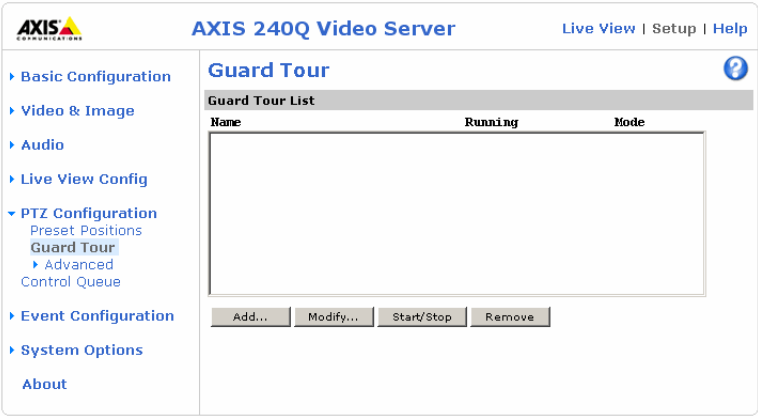 AXIS
COMMUNICATIONS
AXIS 240Q Video Server
Live View | Setup | Help
Basic Configuration
Video & Image
Audio
Live View Config
PTZ Configuration
Preset Positions
Guard Tour
Advanced
Control Queue
Event Configuration
System Options
About
Guard Tour
?
Guard Tour List
Name Running Mode
Add... Modify... Start/Stop Remove